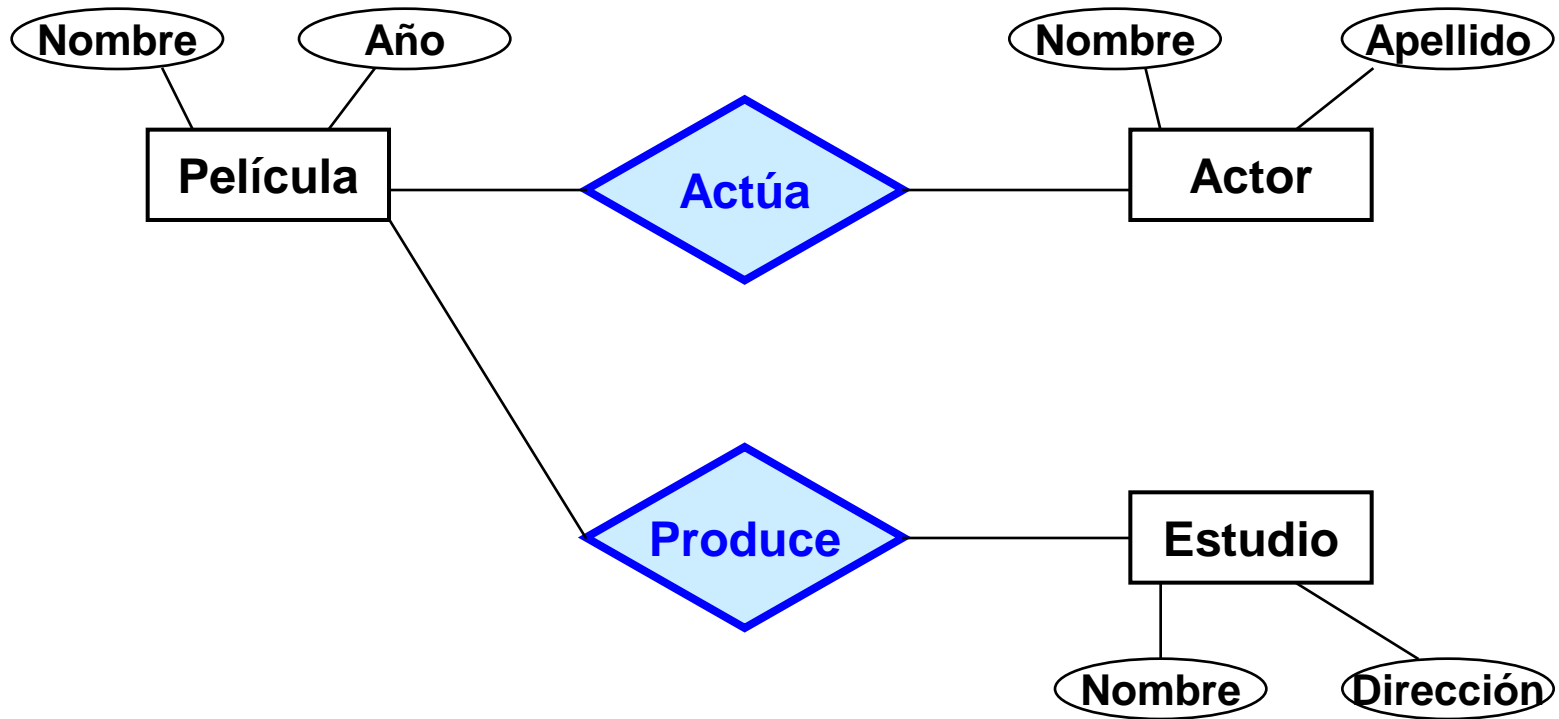 Nombre
Año
Nombre
Apellido
Película
Actúa
Actor
Produce
Estudio
Nombre
Dirección